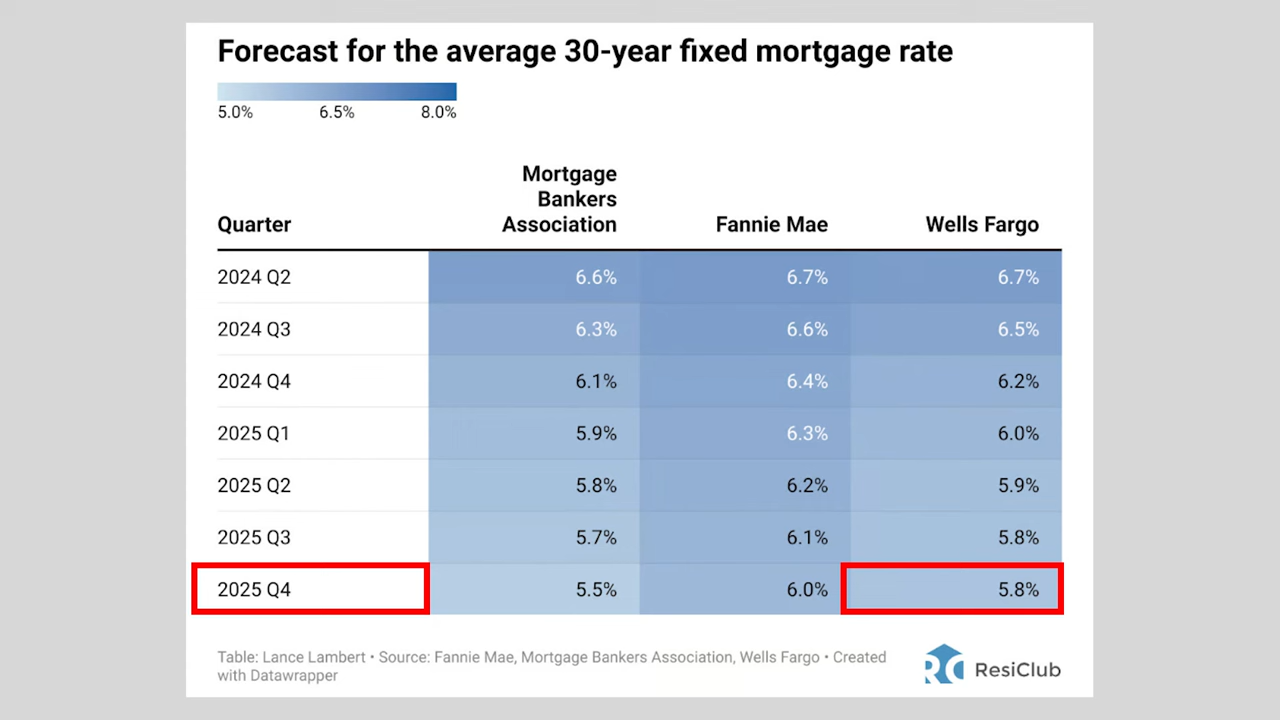 Forecast for the average 30-year fixed mortgage rate
5.0% 6.5% 8.0%
Mortgage
Bankers
Quarter Association Fannie Mae Wells Fargo
2024 Q2 6.6% 6.7% 6.7%
2024 Q3 6.3% 6.6% 6.5%
2024 Q4 6.1% 6.4% 6.2%
2025 Q1 5.9% 6.3% 6.0%
2025 Q2 5.8% 6.2% 5.9%
2025 Q3 5.7% 6.1% 5.8%
2025 Q4 5.5% 6.0% 5.8%
Table: Lance Lambert • Source: Fannie Mae, Mortgage Bankers Association, Wells Fargo • Created
with Datawrapper
RC ResiClub